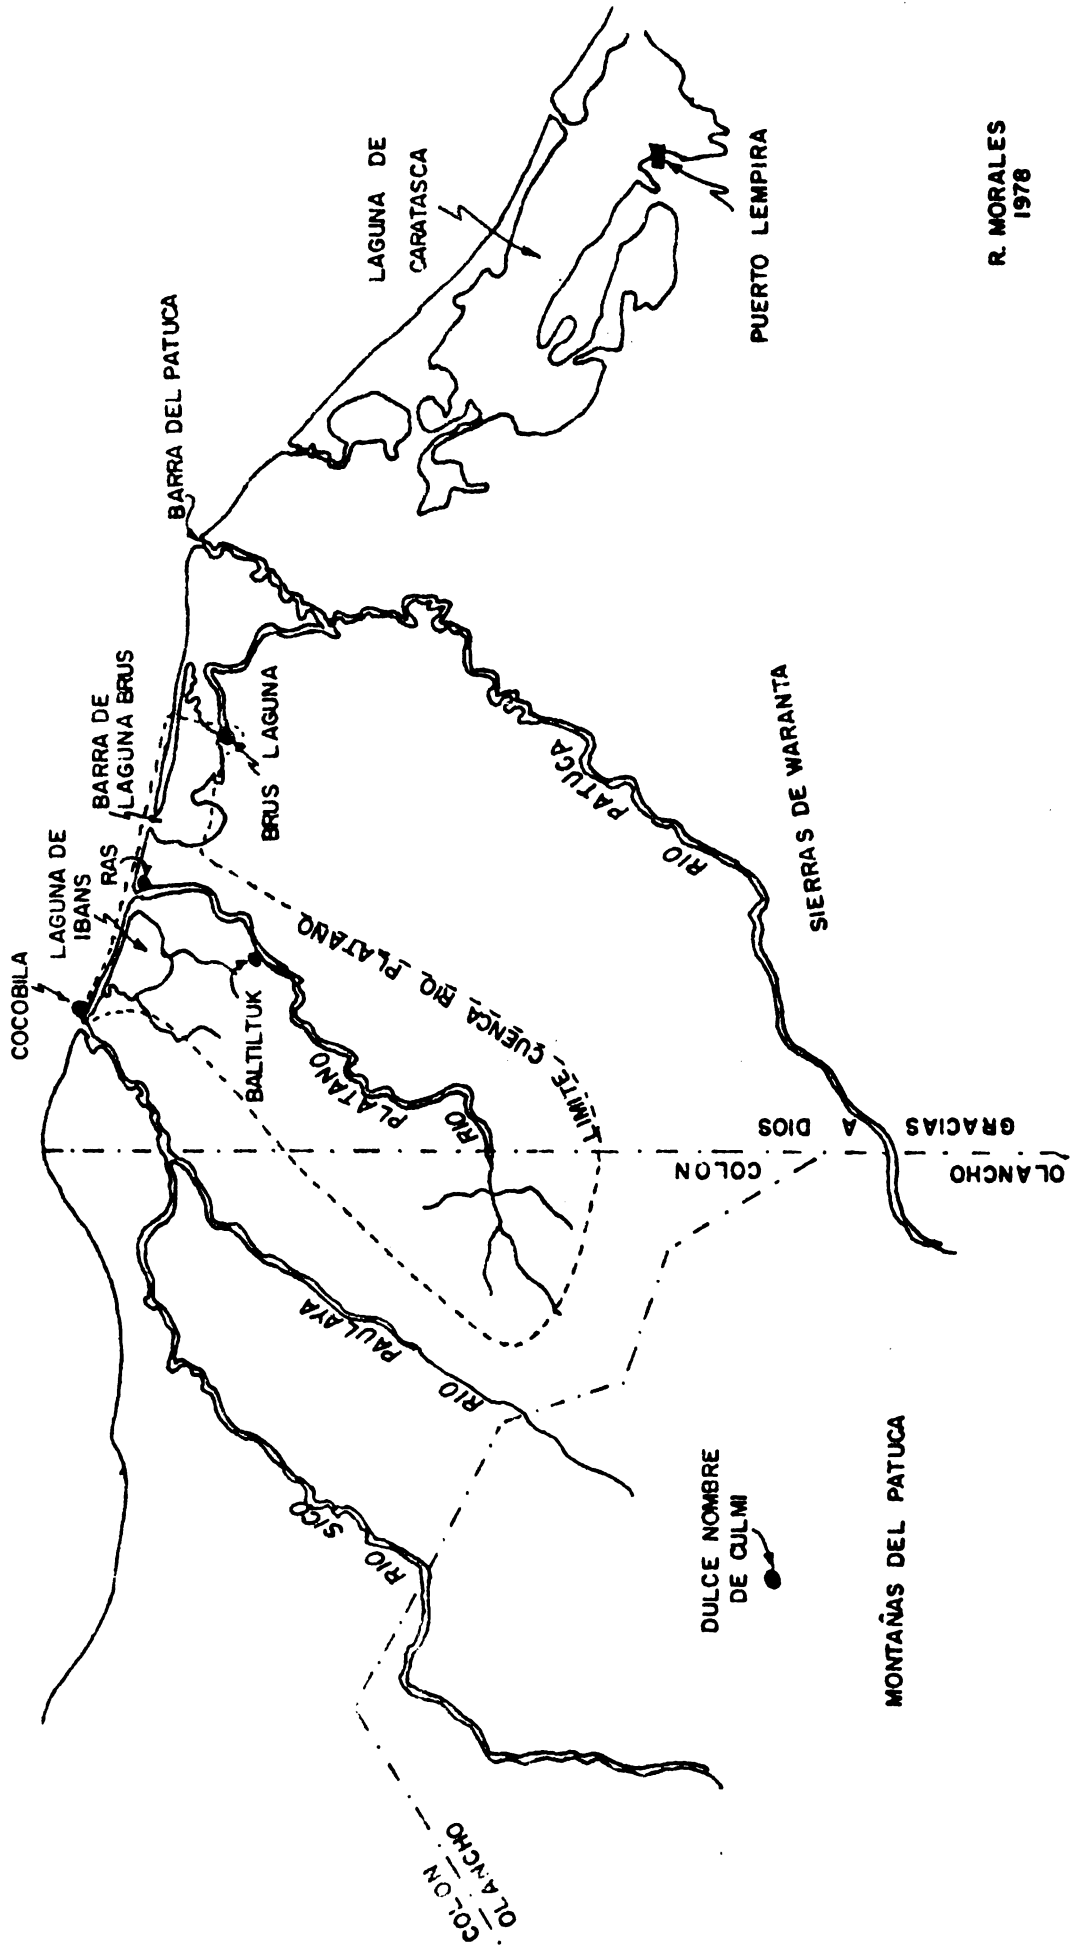 COCOBILA
LAGUNA DE
IBANS
RAS
BARRA DE
LAGUNA BRUS
BARRA DEL PATUCA
LAGUNA DE
CARATASCA
BRUS LAGUNA
BALTILTUK
PUERTO LEMPIRA
RIO SICO
RIO PAULAYA
RIO PLATANO
LIMITE CUENCA RIO PLATANO
RIO PATUCA
SIERRAS DE WARANTA
COLON
OLANCHO
COLON
OLANCHO
GRACIAS A DIOS
DULCE NOMBRE
DE CULMI
MONTAÑAS DEL PATUCA
R. MORALES
1978